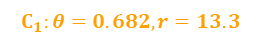 C₁: θ = 0.682, r = 13.3